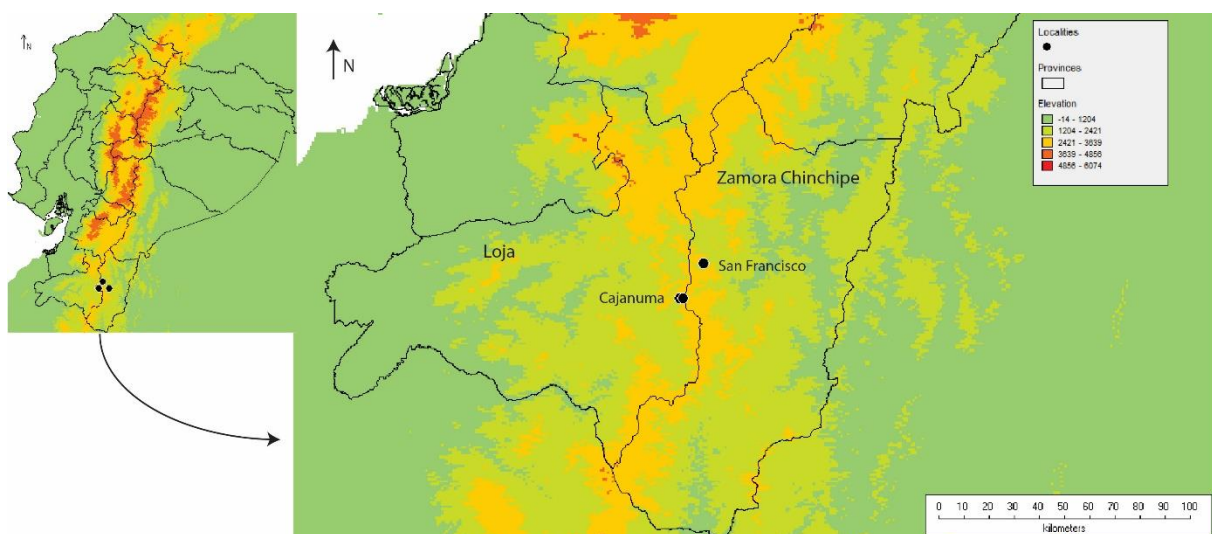 N
N
Localities
Provinces
Elevation
-14 - 1204
1204 - 2421
2421 - 3639
3639 - 4856
4856 - 6074
Zamora Chinchipe
Loja
San Francisco
Cajanuma
0 10 20 30 40 50 60 70 80 90 100
kilometers